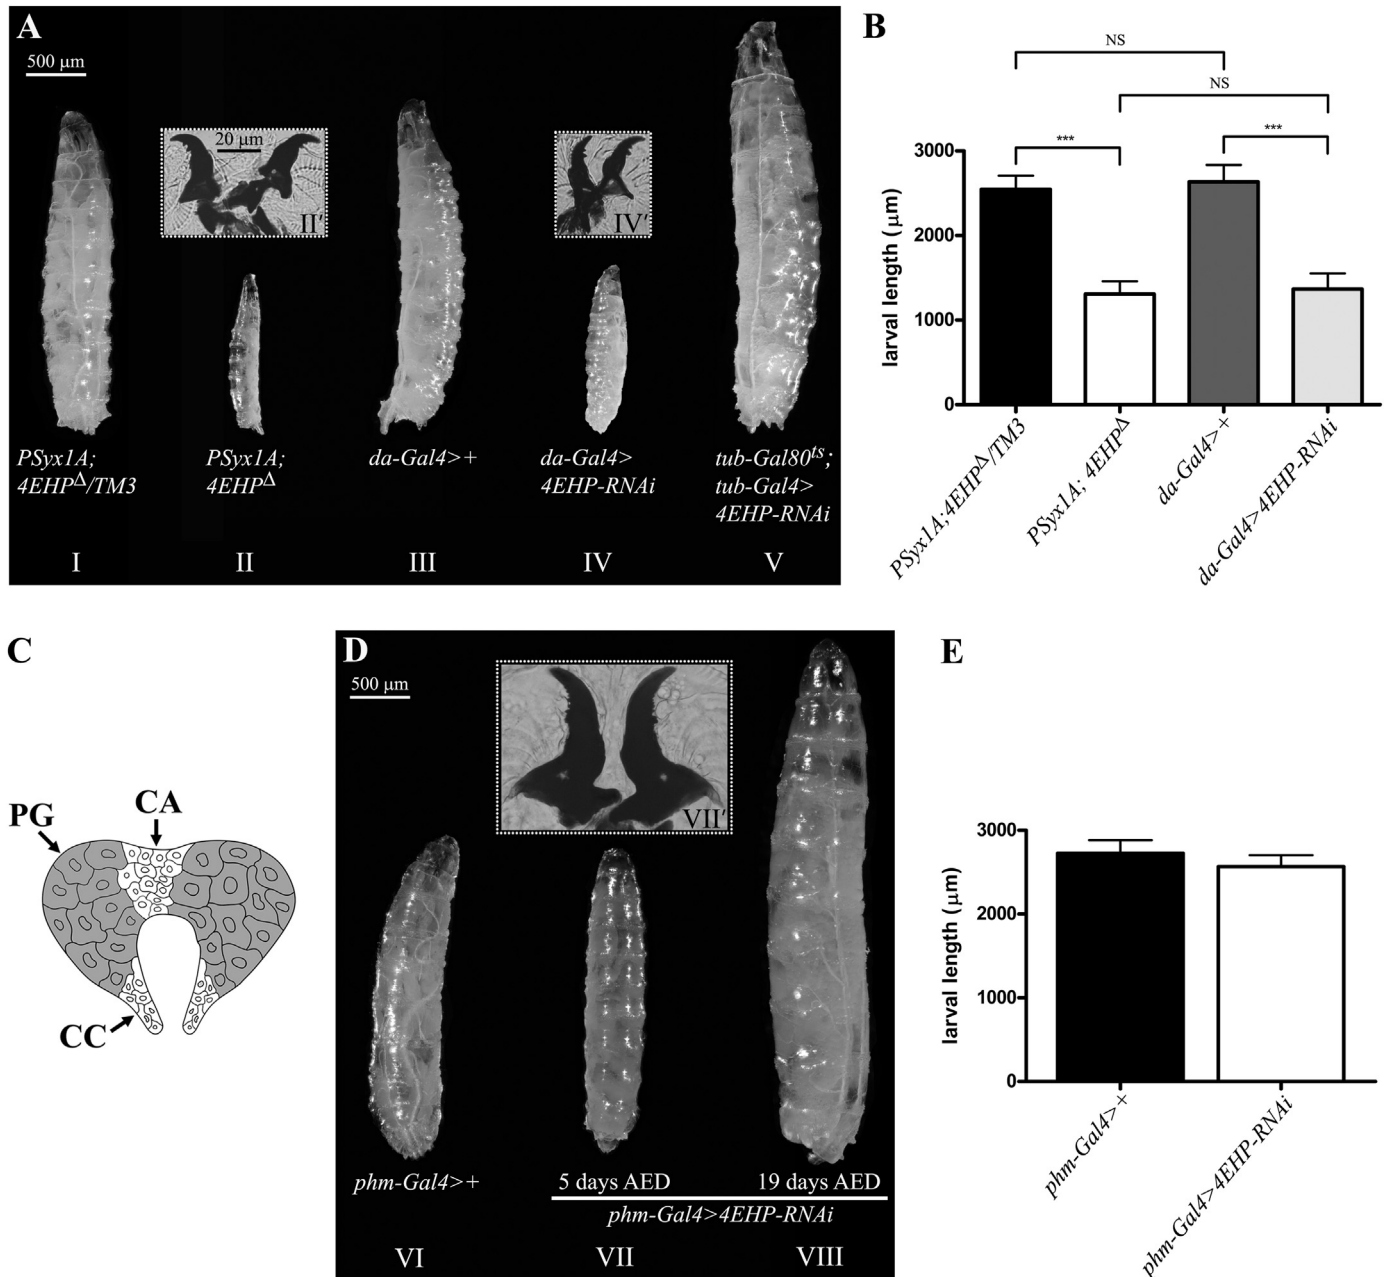 A
500 µm
20 µm
II′
IV′
PSyx1A;
4EHPΔ/TM3
PSyx1A;
4EHPΔ
da-Gal4>+
da-Gal4>
4EHP-RNAi
tub-Gal80ts;
tub-Gal4>
4EHP-RNAi
I
II
III
IV
V
B
NS
NS
***
***
3000
2000
1000
0
larval length (µm)
PSyx1A;4EHPΔ/TM3
PSyx1A; 4EHPΔ
da-Gal4>+
da-Gal4>4EHP-RNAi
C
PG
CA
CC
D
500 µm
VII′
phm-Gal4>+
5 days AED
19 days AED
phm-Gal4>4EHP-RNAi
VI
VII
VIII
E
3000
2000
1000
0
larval length (µm)
phm-Gal4>+
phm-Gal4>4EHP-RNAi